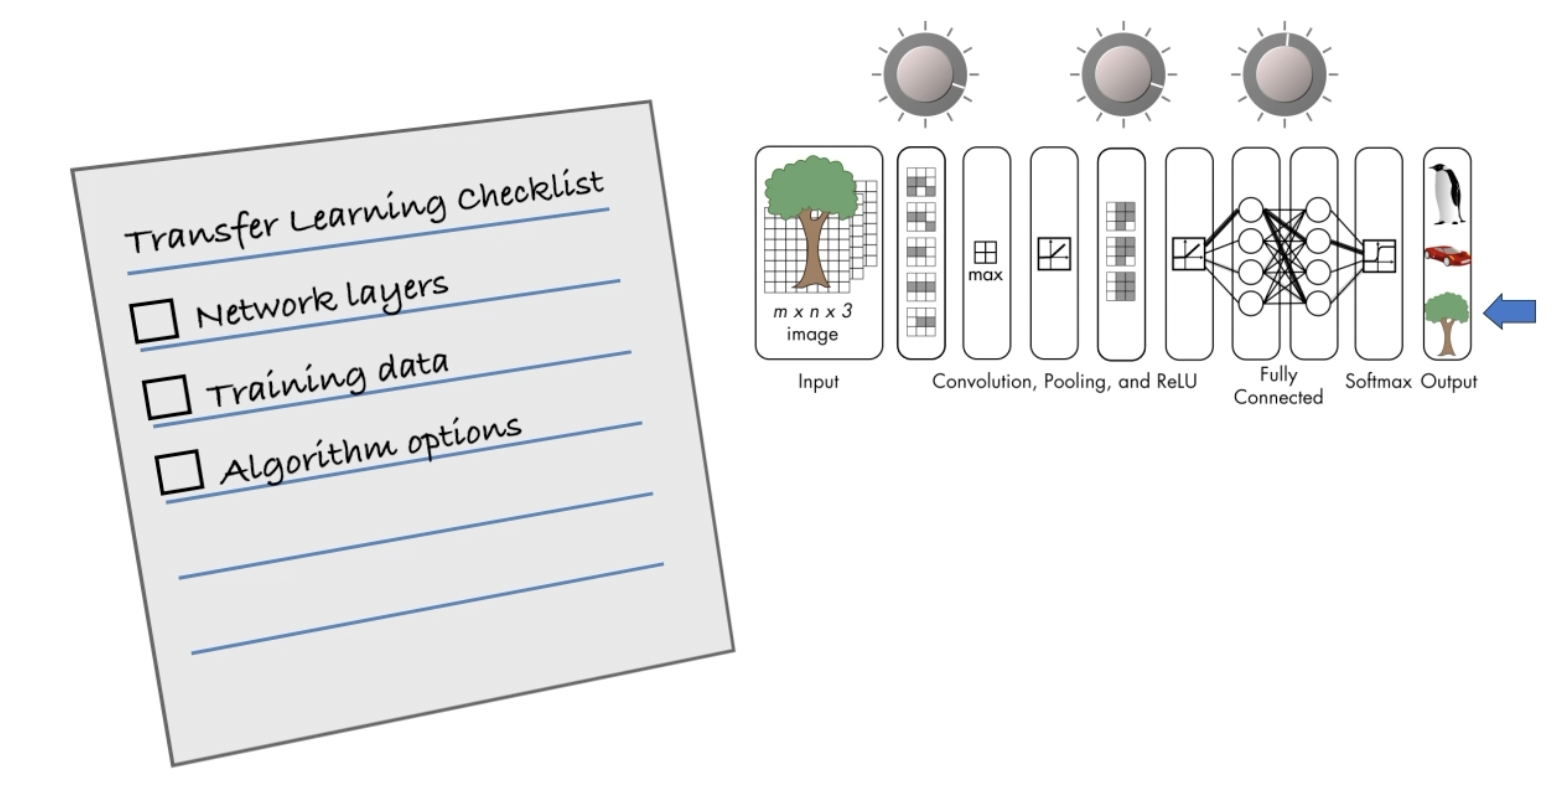 Transfer Learning Checklist
Network layers
Training data
Algorithm options
max
m x n x 3
image
Input
Convolution, Pooling, and ReLU
Fully
Connected
Softmax
Output